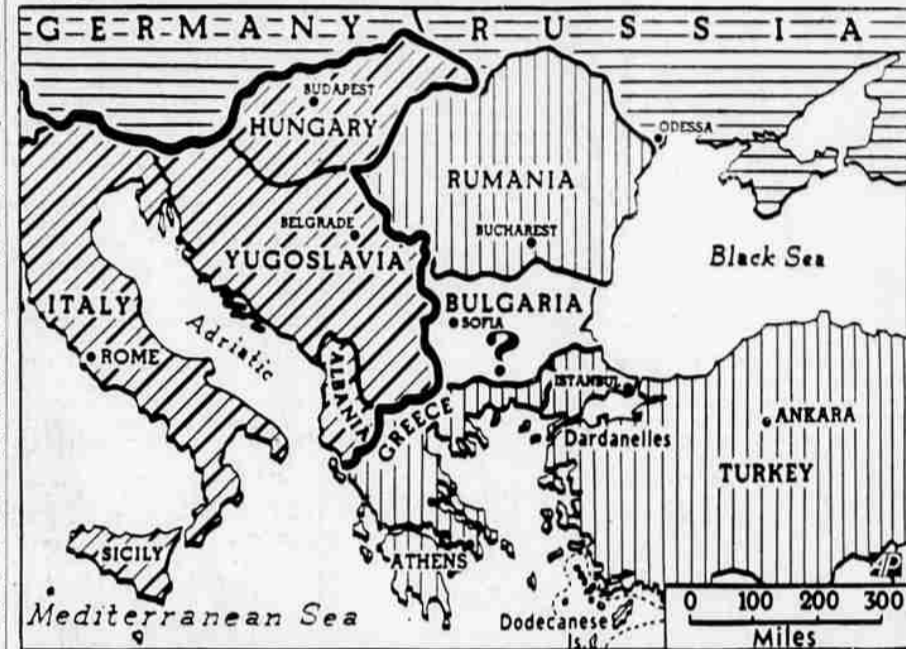 GERMANY RUSSIA
BUDAPEST
HUNGARY
ODESSA
RUMANIA
BELGRADE
BUCHAREST
YUGOSLAVIA
Black Sea
ITALY
BULGARIA
SOFIA
Adriatic
?
ROME
ALBANIA
ISTANBUL
GREECE
ANKARA
Dardanelles
TURKEY
SICILY
ATHENS
AP
Mediterranean Sea
Dodecanese
Is.
0 100 200 300
Miles